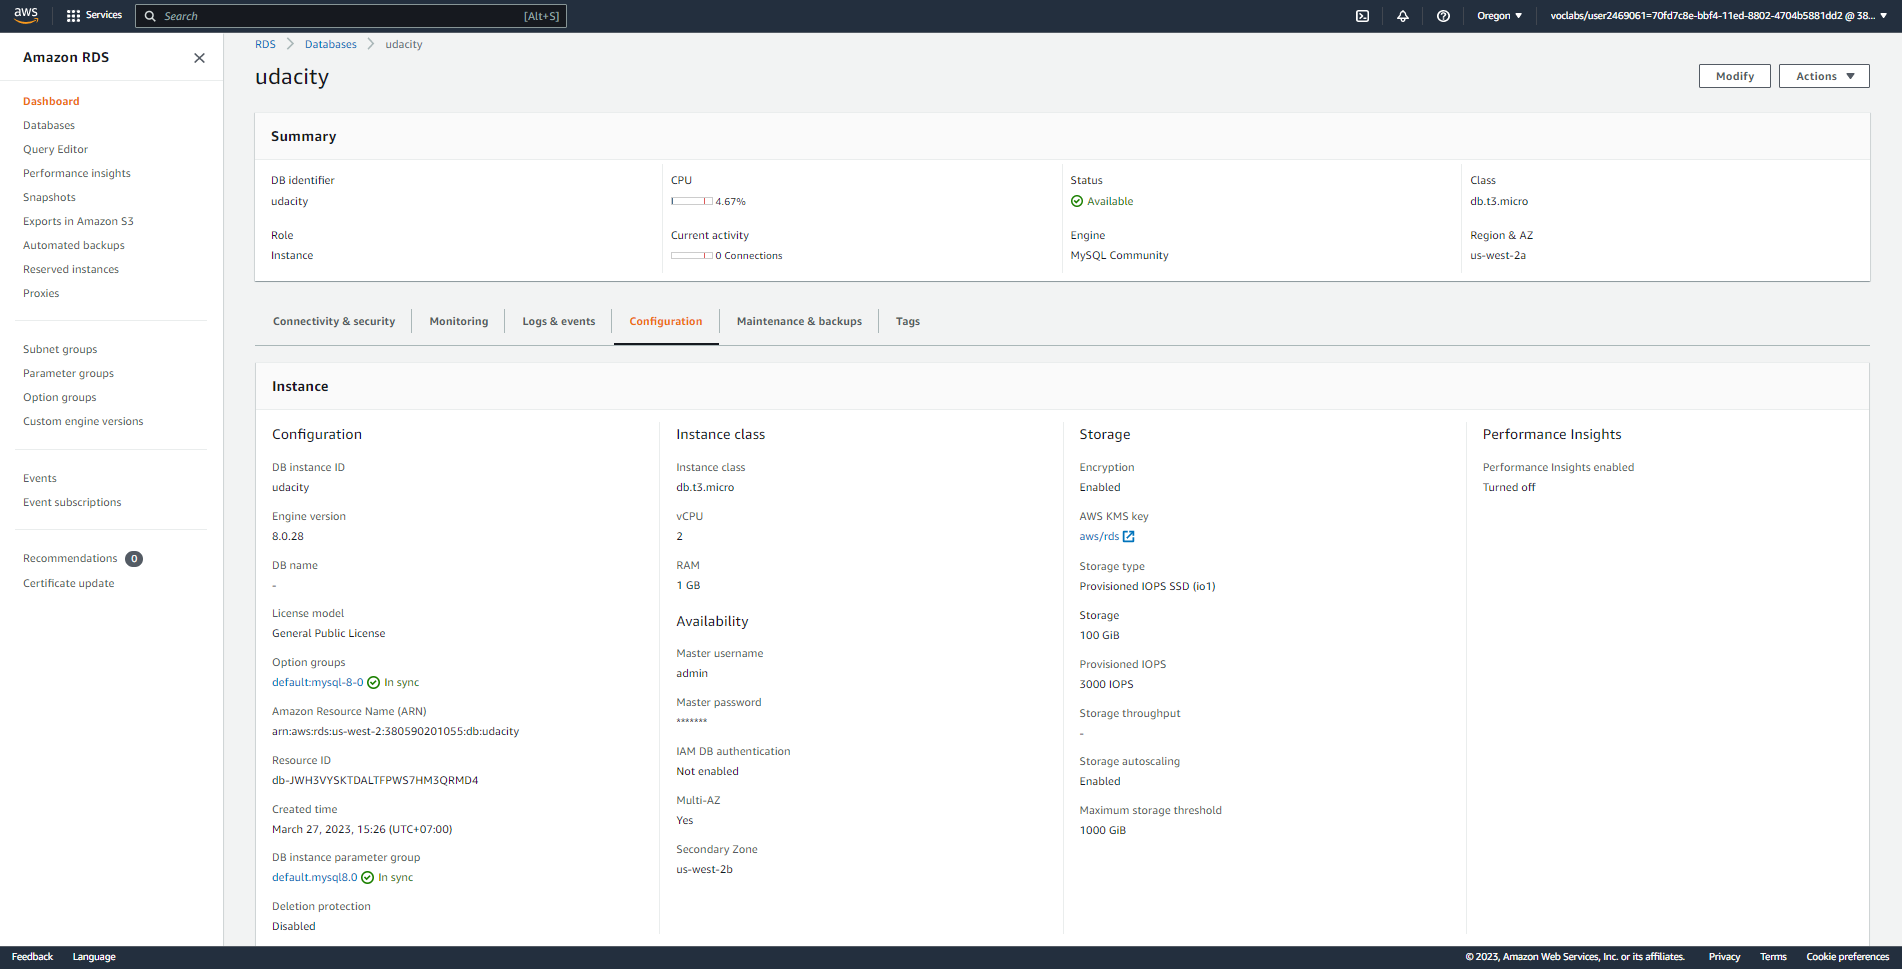 aws
Services
Search
[Alt+S]
Oregon
voclabs/user2469061=70fd7c8e-bbf4-11ed-8802-4704b5881dd2 @ 38...
Amazon RDS
Dashboard
Databases
Query Editor
Performance insights
Snapshots
Exports in Amazon S3
Automated backups
Reserved instances
Proxies
Subnet groups
Parameter groups
Option groups
Custom engine versions
Events
Event subscriptions
Recommendations 0
Certificate update
RDS > Databases > udacity
udacity
Modify
Actions
Summary
DB identifier
udacity
Role
Instance
CPU
4.67%
Current activity
0 Connections
Status
Available
Engine
MySQL Community
Class
db.t3.micro
Region & AZ
us-west-2a
Connectivity & security
Monitoring
Logs & events
Configuration
Maintenance & backups
Tags
Instance
Configuration
DB instance ID
udacity
Engine version
8.0.28
DB name
-
License model
General Public License
Option groups
default:mysql-8-0 In sync
Amazon Resource Name (ARN)
arn:aws:rds:us-west-2:380590201055:db:udacity
Resource ID
db-JWH3VYSKTDALTFPWS7HM3QRMD4
Created time
March 27, 2023, 15:26 (UTC+07:00)
DB instance parameter group
default.mysql8.0 In sync
Deletion protection
Disabled
Instance class
Instance class
db.t3.micro
vCPU
2
RAM
1 GB
Availability
Master username
admin
Master password
*******
IAM DB authentication
Not enabled
Multi-AZ
Yes
Secondary Zone
us-west-2b
Storage
Encryption
Enabled
AWS KMS key
aws/rds
Storage type
Provisioned IOPS SSD (io1)
Storage
100 GiB
Provisioned IOPS
3000 IOPS
Storage throughput
-
Storage autoscaling
Enabled
Maximum storage threshold
1000 GiB
Performance Insights
Performance Insights enabled
Turned off
Feedback
Language
© 2023, Amazon Web Services, Inc. or its affiliates.
Privacy
Terms
Cookie preferences